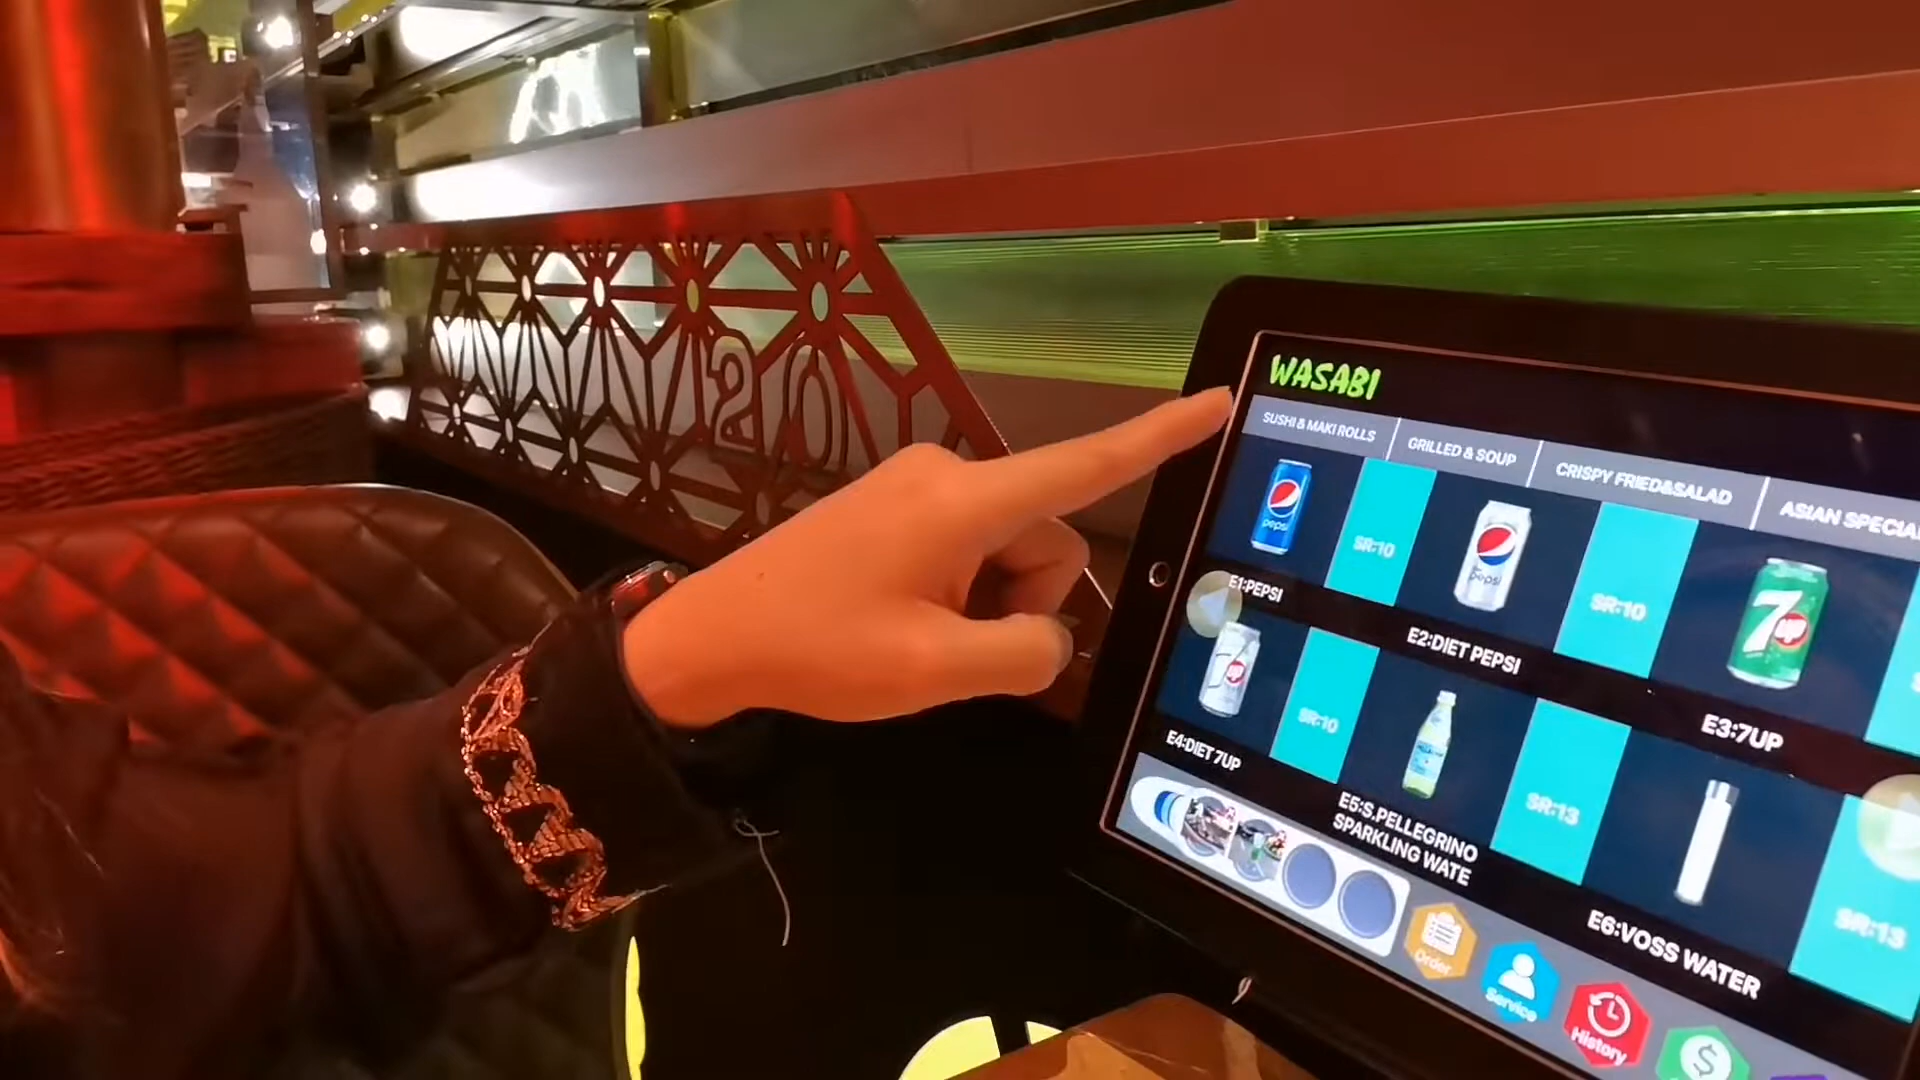 20
WASABI
SUSHI & MAKI ROLLS
GRILLED & SOUP
CRISPY FRIED&SALAD
ASIAN SPECIA
pepsi
SR:10
pepsi
SR:10
7up
E1:PEPSI
E2:DIET PEPSI
E3:7UP
7up
SR:10
SR:13
SR:13
E4:DIET 7UP
E5:S.PELLEGRINO
SPARKLING WATE
E6:VOSS WATER
Order
Service
History
$